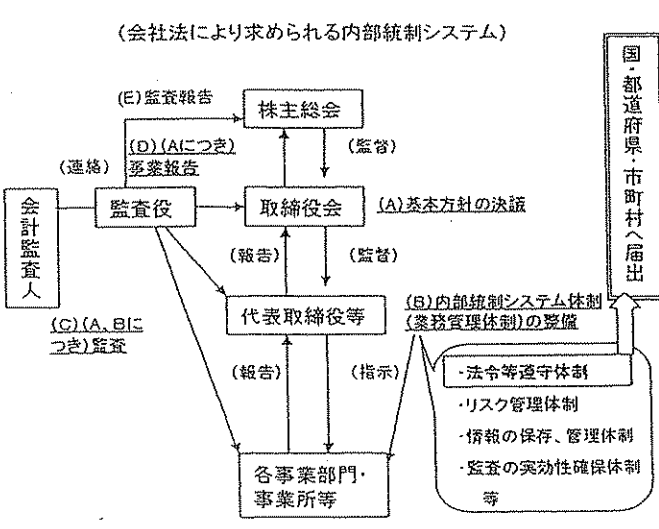 (会社法により求められる内部統制システム)
国・都道府県・市町村へ届出
(E)監査報告
株主総会
(D)(Aにつき)
事業報告
(監督)
(連絡)
会計監査人
監査役
取締役会
(A)基本方針の決議
(報告)
(監督)
(C)(A、Bに
つき)監査
代表取締役等
(B)内部統制システム体制
(業務管理体制)の整備
(報告)
(指示)
・法令等遵守体制
・リスク管理体制
・情報の保存、管理体制
・監査の実効性確保体制
等
各事業部門・
事業所等